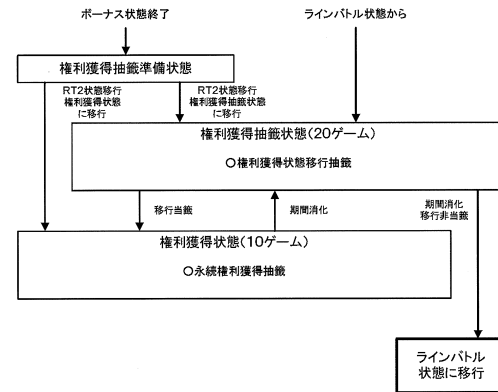 ボーナス状態終了
ラインバトル状態から
権利獲得抽籤準備状態
RT2状態移行
権利獲得状態
に移行
RT2状態移行
権利獲得抽籤状態
に移行
権利獲得抽籤状態(20ゲーム)
○権利獲得状態移行抽籤
移行当籤
期間消化
期間消化
移行非当籤
権利獲得状態(10ゲーム)
○永続権利獲得抽籤
ラインバトル
状態に移行